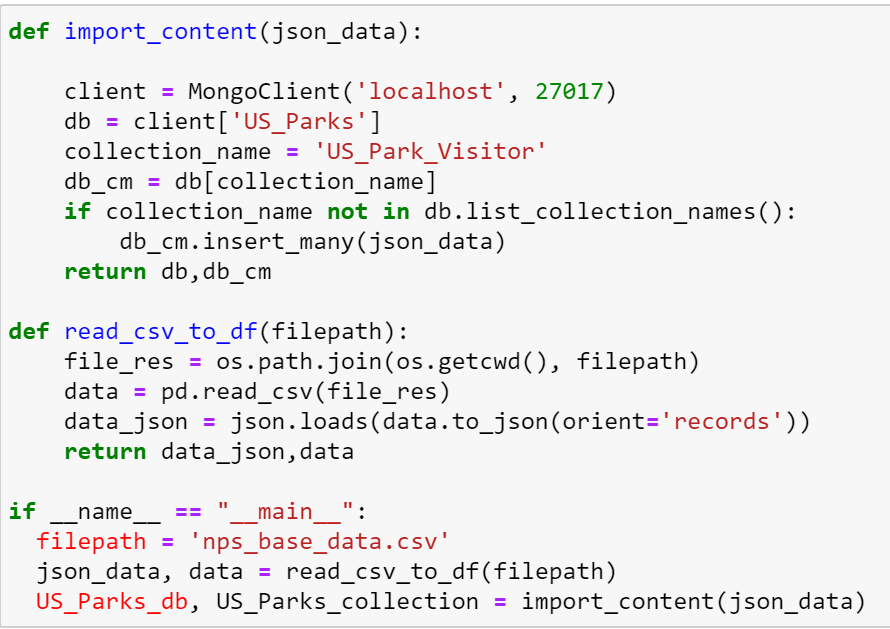 def import_content(json_data):

    client = MongoClient('localhost', 27017)
    db = client['US_Parks']
    collection_name = 'US_Park_Visitor'
    db_cm = db[collection_name]
    if collection_name not in db.list_collection_names():
        db_cm.insert_many(json_data)
    return db,db_cm

def read_csv_to_df(filepath):
    file_res = os.path.join(os.getcwd(), filepath)
    data = pd.read_csv(file_res)
    data_json = json.loads(data.to_json(orient='records'))
    return data_json,data

if __name__ == "__main__":
  filepath = 'nps_base_data.csv'
  json_data, data = read_csv_to_df(filepath)
  US_Parks_db, US_Parks_collection = import_content(json_data)